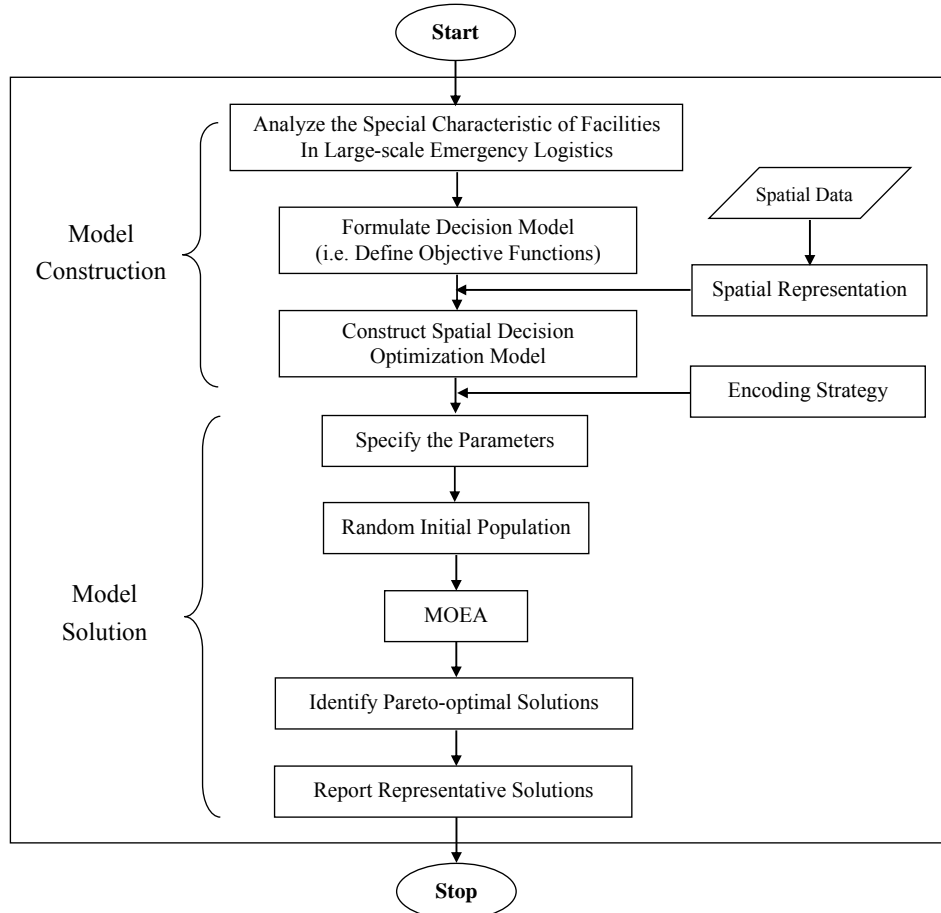 Start
Analyze the Special Characteristic of Facilities
In Large-scale Emergency Logistics
Spatial Data
Model
Construction
Formulate Decision Model
(i.e. Define Objective Functions)
Spatial Representation
Construct Spatial Decision
Optimization Model
Encoding Strategy
Specify the Parameters
Random Initial Population
Model
Solution
MOEA
Identify Pareto-optimal Solutions
Report Representative Solutions
Stop